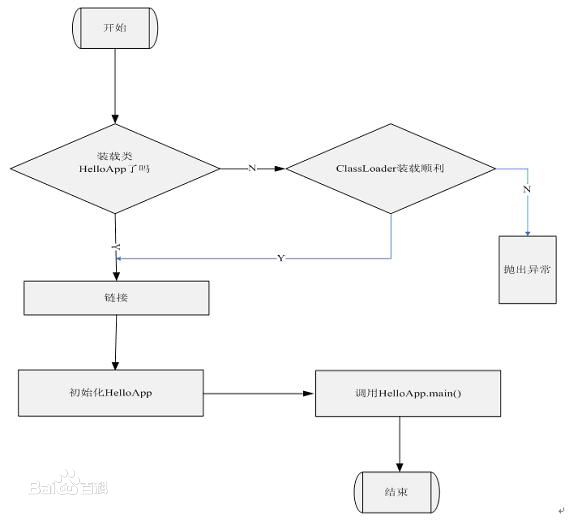 开始
装载类
HelloApp了吗
N
ClassLoader装载顺利
N
Y
Y
抛出异常
链接
初始化HelloApp
调用HelloApp.main()
结束
Bai百科